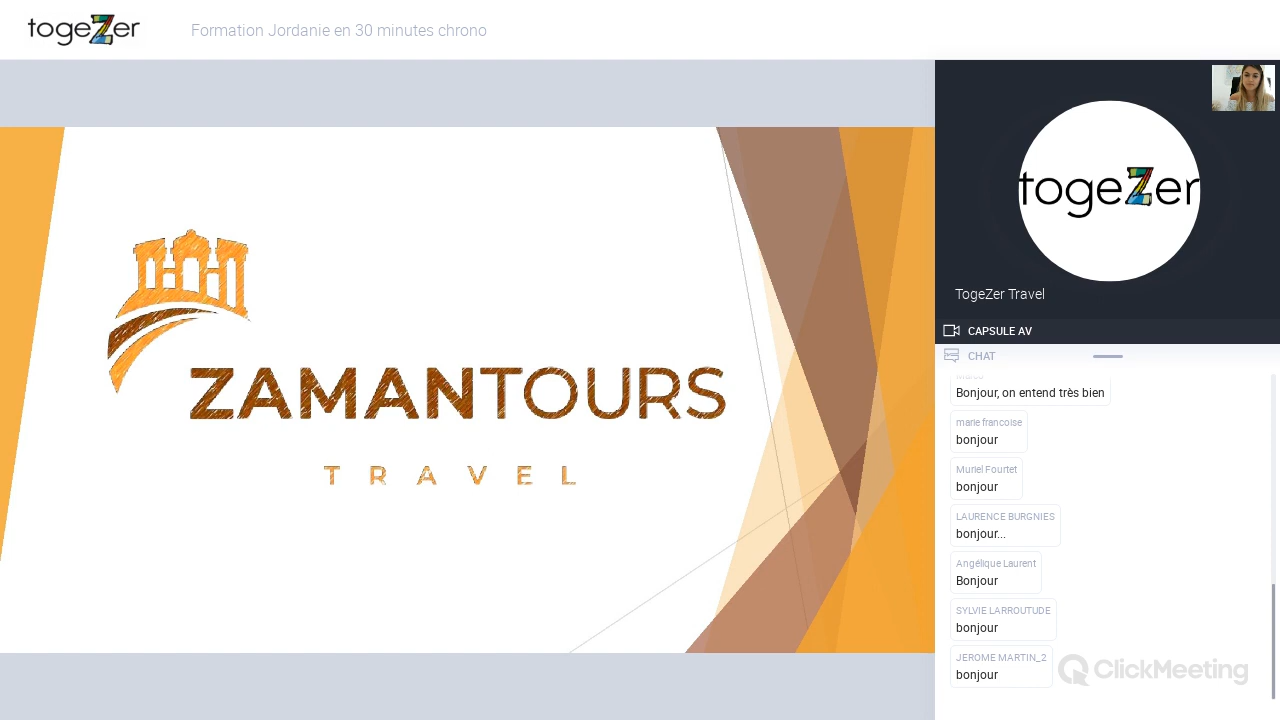 togeZer
Formation Jordanie en 30 minutes chrono
ZAMANTOURS
TRAVEL
togeZer
TogeZer Travel
CAPSULE AV
CHAT
Bonjour, on entend très bien
marie francoise
bonjour
Muriel Fourtet
bonjour
LAURENCE BURGNIES
bonjour...
Angélique Laurent
Bonjour
SYLVIE LARROUTUDE
bonjour
JEROME MARTIN_2
bonjour
ClickMeeting